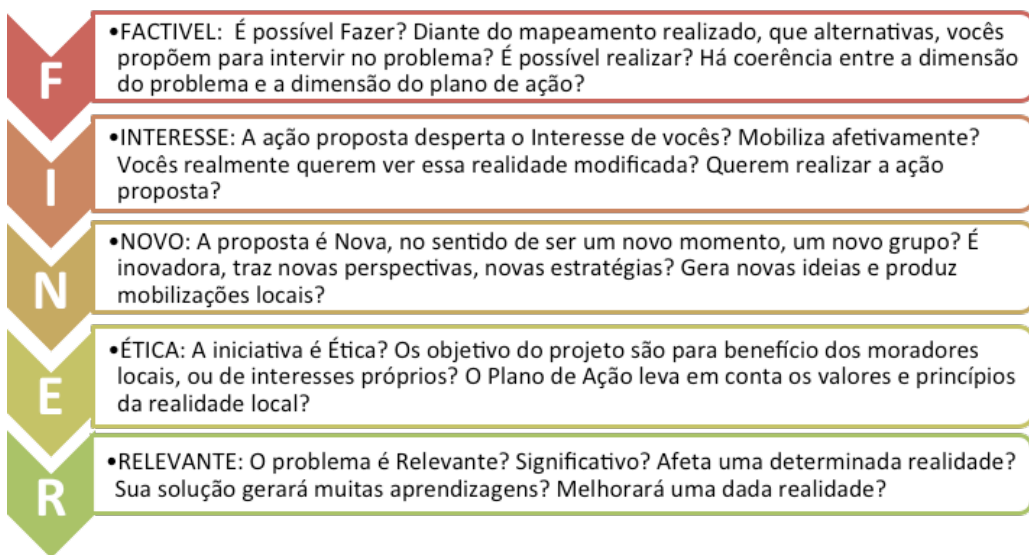 F
•FACTIVEL:  É possível Fazer? Diante do mapeamento realizado, que alternativas, vocês
propõem para intervir no problema? É possível realizar? Há coerência entre a dimensão
do problema e a dimensão do plano de ação?
I
•INTERESSE: A ação proposta desperta o Interesse de vocês? Mobiliza afetivamente?
Vocês realmente querem ver essa realidade modificada? Querem realizar a ação
proposta?
N
•NOVO: A proposta é Nova, no sentido de ser um novo momento, um novo grupo? É
inovadora, traz novas perspectivas, novas estratégias? Gera novas ideias e produz
mobilizações locais?
E
•ÉTICA: A iniciativa é Ética? Os objetivo do projeto são para benefício dos moradores
locais, ou de interesses próprios? O Plano de Ação leva em conta os valores e princípios
da realidade local?
R
•RELEVANTE: O problema é Relevante? Significativo? Afeta uma determinada realidade?
Sua solução gerará muitas aprendizagens? Melhorará uma dada realidade?